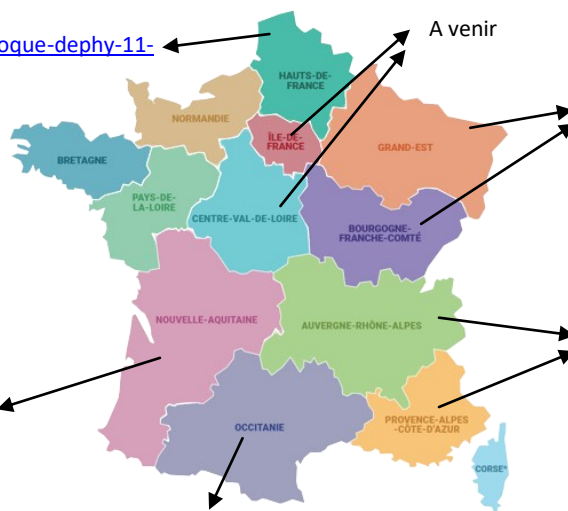 A venir
oque-dephy-11-
HAUTS-DE-
FRANCE
NORMANDIE
ÎLE-DE-
FRANCE
GRAND-EST
BRETAGNE
PAYS-DE-
LA-LOIRE
CENTRE-VAL-DE-LOIRE
BOURGOGNE-
FRANCHE-COMTÉ
NOUVELLE-AQUITAINE
AUVERGNE-RHÔNE-ALPES
OCCITANIE
PROVENCE-ALPES
-CÔTE-D'AZUR
CORSE*